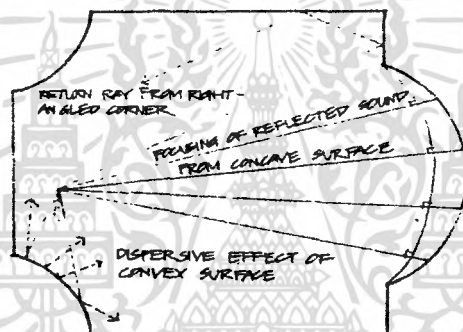 RETURN RAY FROM RIGHT-
ANGLED CORNER
FOCUSING OF REFLECTED SOUND
FROM CONCAVE SURFACE
DISPERSIVE EFFECT OF
CONVEX SURFACE